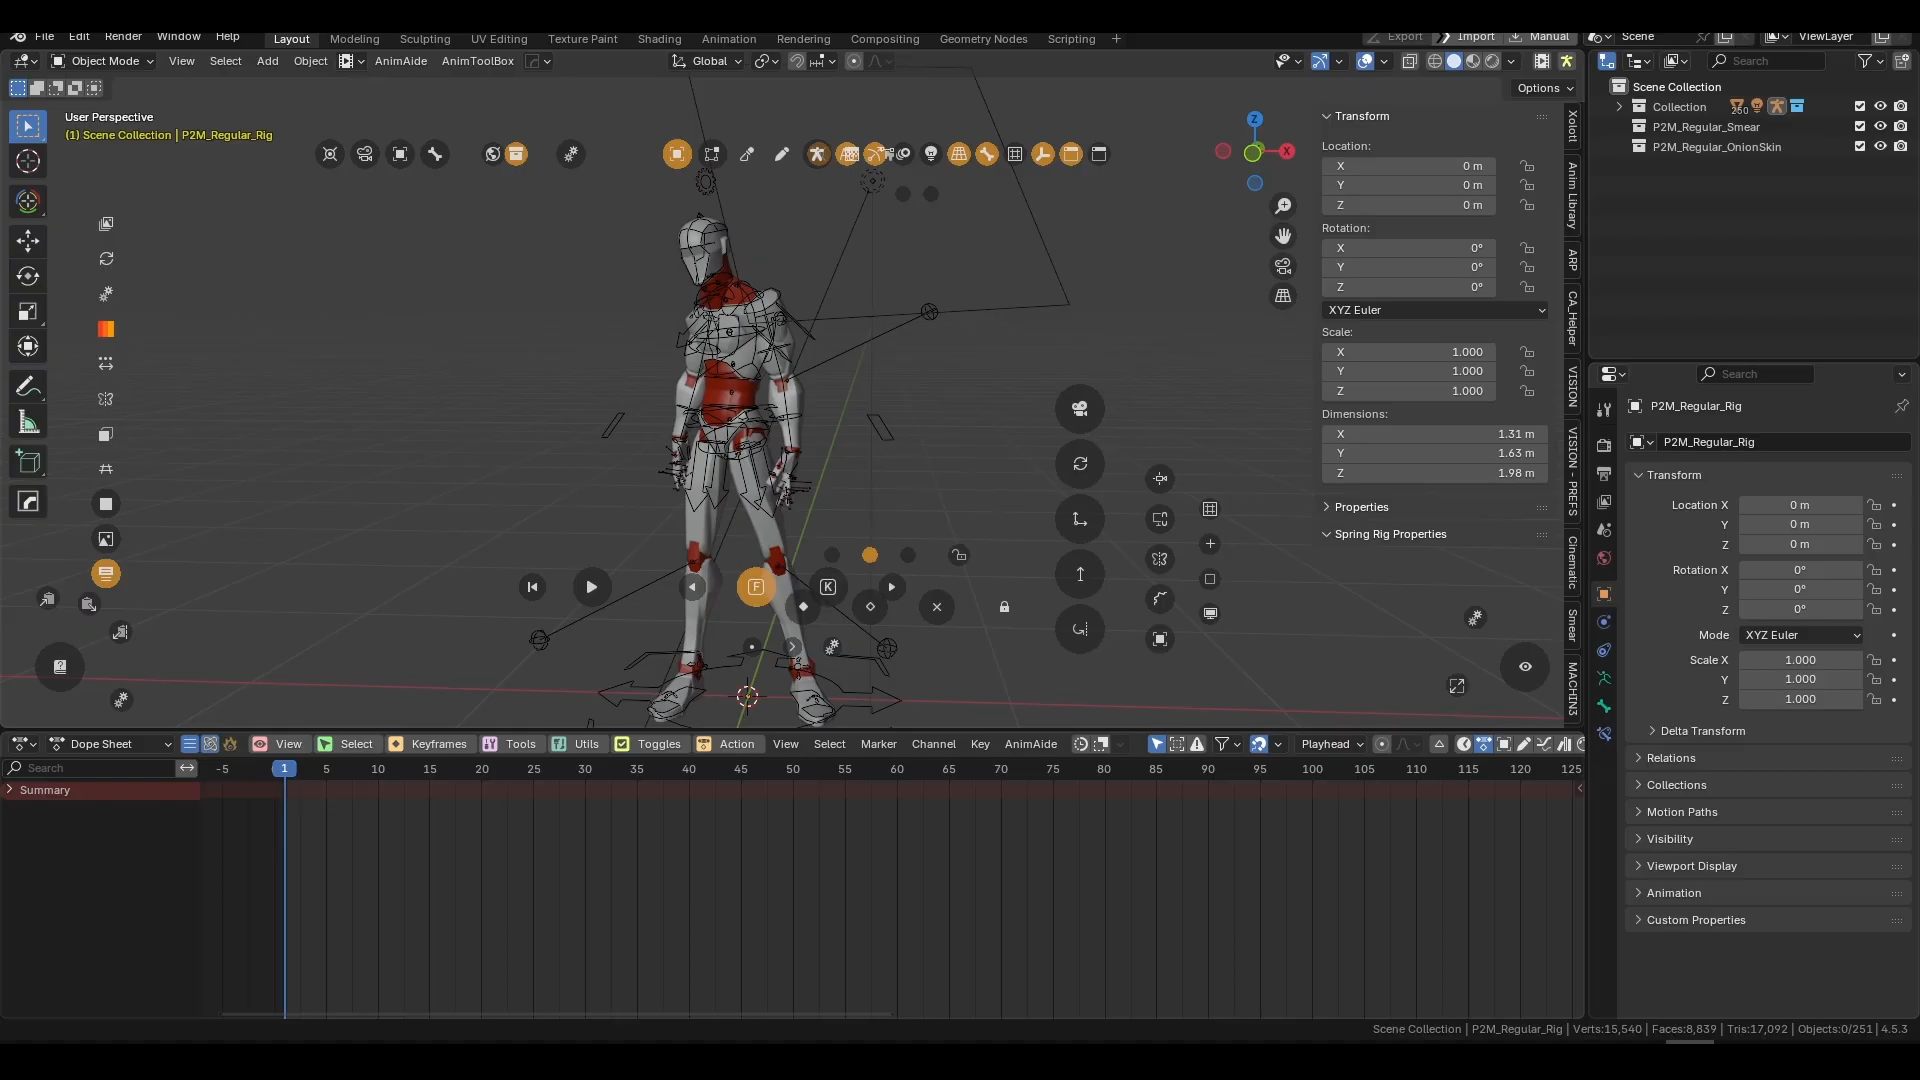 File Edit Render Window Help Layout Modeling Sculpting UV Editing Texture Paint Shading Animation Rendering Compositing Geometry Nodes Scripting + Export Import Manual Scene ViewLayer
Object Mode View Select Add Object AnimAide AnimToolBox Global Search
Options
User Perspective
(1) Scene Collection | P2M_Regular_Rig
Z
X
Transform
Location:
X 0 m
Y 0 m
Z 0 m
Rotation:
X 0°
Y 0°
Z 0°
XYZ Euler
Scale:
X 1.000
Y 1.000
Z 1.000
Dimensions:
X 1.31 m
Y 1.63 m
Z 1.98 m
Properties
Spring Rig Properties
Xolott
Anim Library
ARP
CA_Helper
VISION
VISION - PREFS
Cinematic
Smear
MACHIN3
F
K
Scene Collection
Collection 250
P2M_Regular_Smear
P2M_Regular_OnionSkin
Search
P2M_Regular_Rig
P2M_Regular_Rig
Transform
Location X 0 m
Y 0 m
Z 0 m
Rotation X 0°
Y 0°
Z 0°
Mode XYZ Euler
Scale X 1.000
Y 1.000
Z 1.000
Delta Transform
Relations
Collections
Motion Paths
Visibility
Viewport Display
Animation
Custom Properties
Dope Sheet View Select Keyframes Tools Utils Toggles Action View Select Marker Channel Key AnimAide Playhead
Search -5 1 5 10 15 20 25 30 35 40 45 50 55 60 65 70 75 80 85 90 95 100 105 110 115 120 125
Summary
Scene Collection | P2M_Regular_Rig | Verts:15,540 | Faces:8,839 | Tris:17,092 | Objects:0/251 | 4.5.3